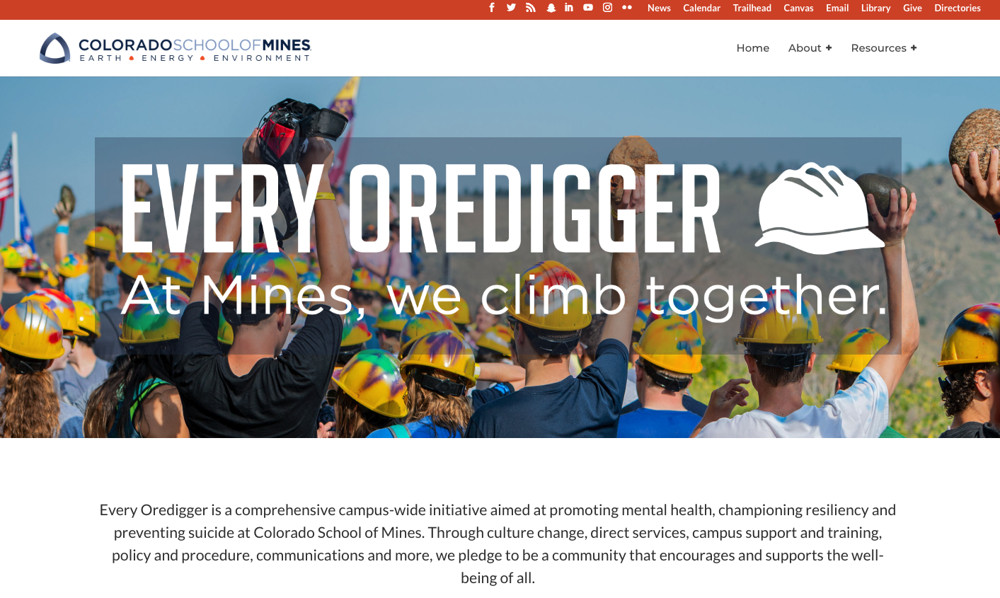 News Calendar Trailhead Canvas Email Library Give Directories
COLORADOSCHOOLOFMINES
EARTH • ENERGY • ENVIRONMENT
Home About + Resources +
EVERY OREDIGGER
At Mines, we climb together.
Every Oredigger is a comprehensive campus-wide initiative aimed at promoting mental health, championing resiliency and
preventing suicide at Colorado School of Mines. Through culture change, direct services, campus support and training,
policy and procedure, communications and more, we pledge to be a community that encourages and supports the well-
being of all.